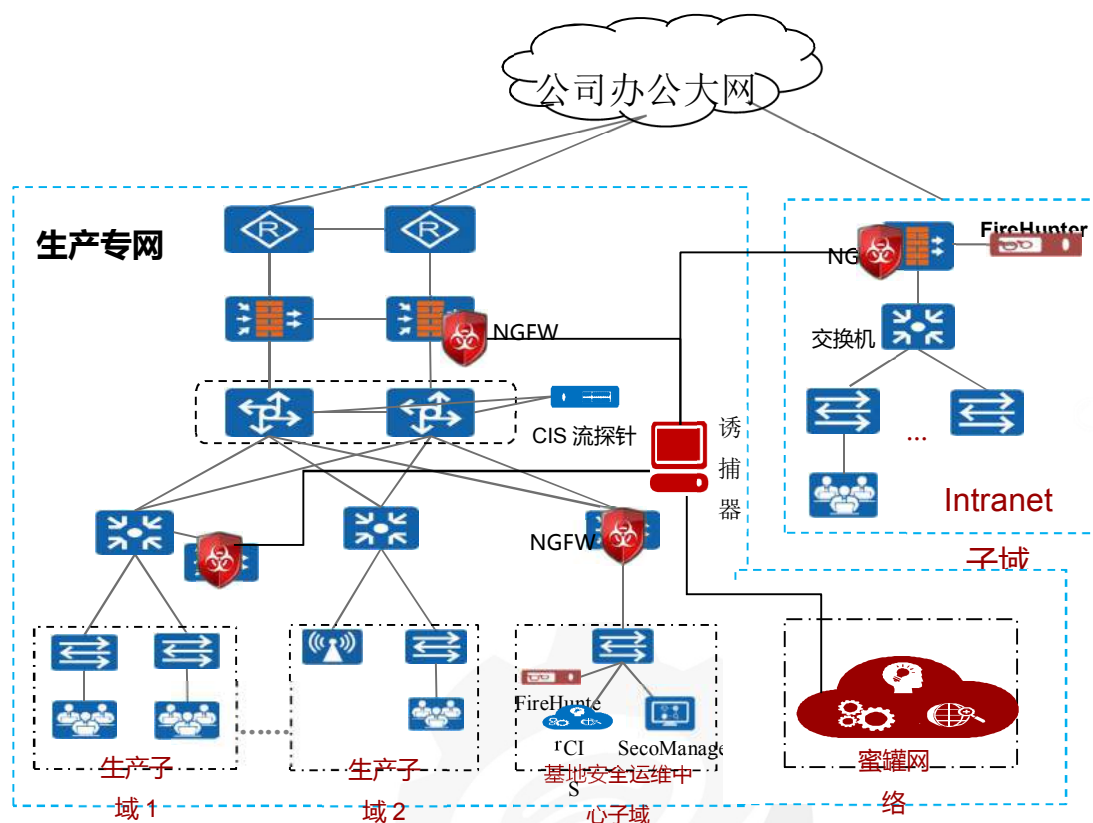 公司办公大网
生产专网
FireHunter
NG
NGFW
交换机
CIS 流探针
诱
捕
器
...
Intranet
子域
NGFW
FireHunte
rCI
SecoManage
S
生产子
域 1
生产子
域 2
基地安全运维中
心子域
蜜罐网
络
R
R